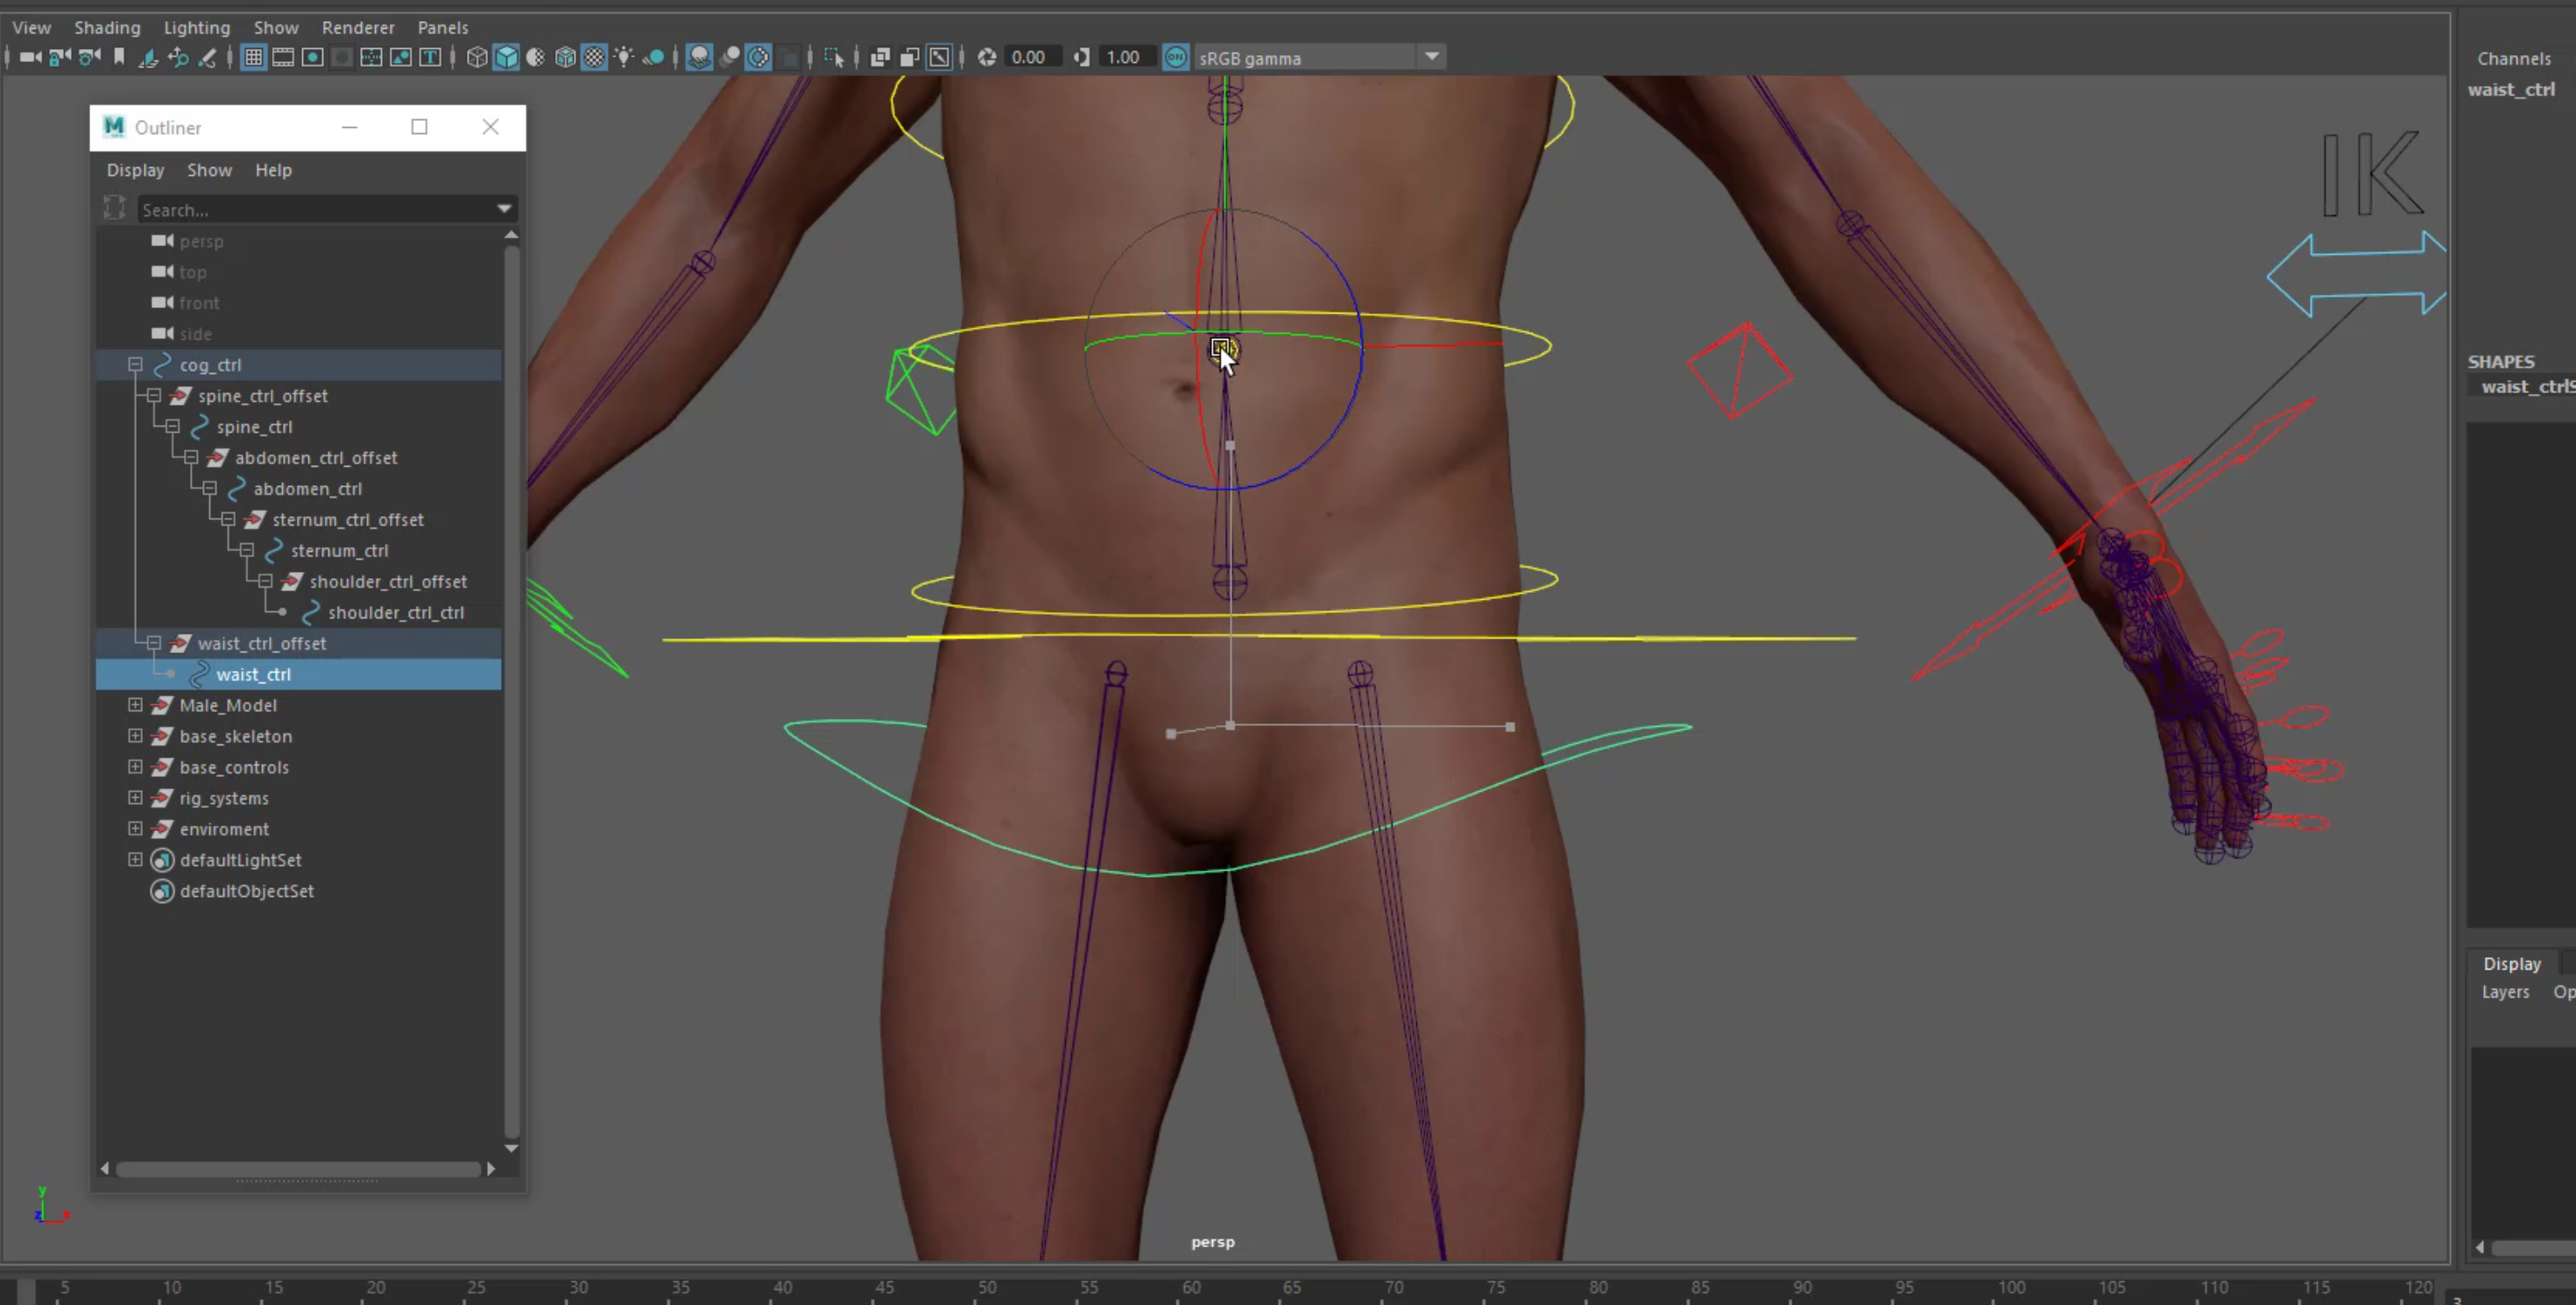 View Shading Lighting Show Renderer Panels
0.00 1.00 ON sRGB gamma
Channels
waist_ctrl
IK
SHAPES
waist_ctrlS
M Outliner
Display Show Help
Search...
persp
top
front
side
cog_ctrl
spine_ctrl_offset
spine_ctrl
abdomen_ctrl_offset
abdomen_ctrl
sternum_ctrl_offset
sternum_ctrl
shoulder_ctrl_offset
shoulder_ctrl_ctrl
waist_ctrl_offset
waist_ctrl
Male_Model
base_skeleton
base_controls
rig_systems
enviroment
defaultLightSet
defaultObjectSet
Display
Layers Op
y
z x
persp
5 10 15 20 25 30 35 40 45 50 55 60 65 70 75 80 85 90 95 100 105 110 115 120